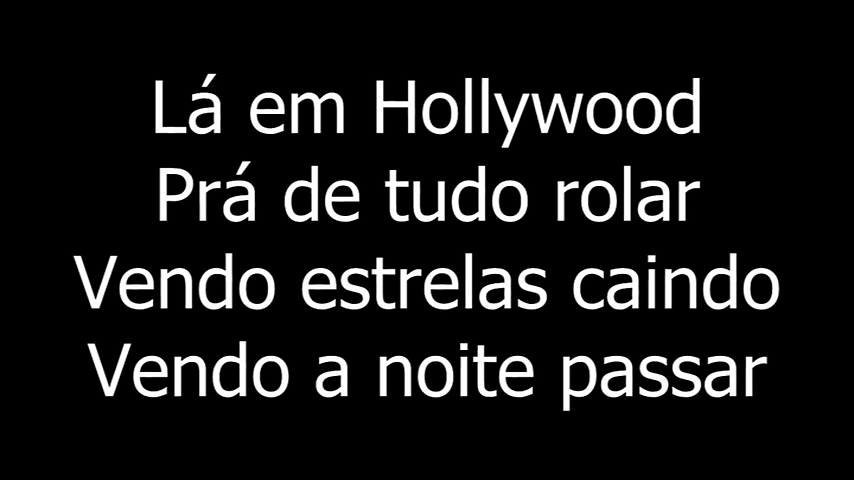 Lá em Hollywood
Prá de tudo rolar
Vendo estrelas caindo
Vendo a noite passar